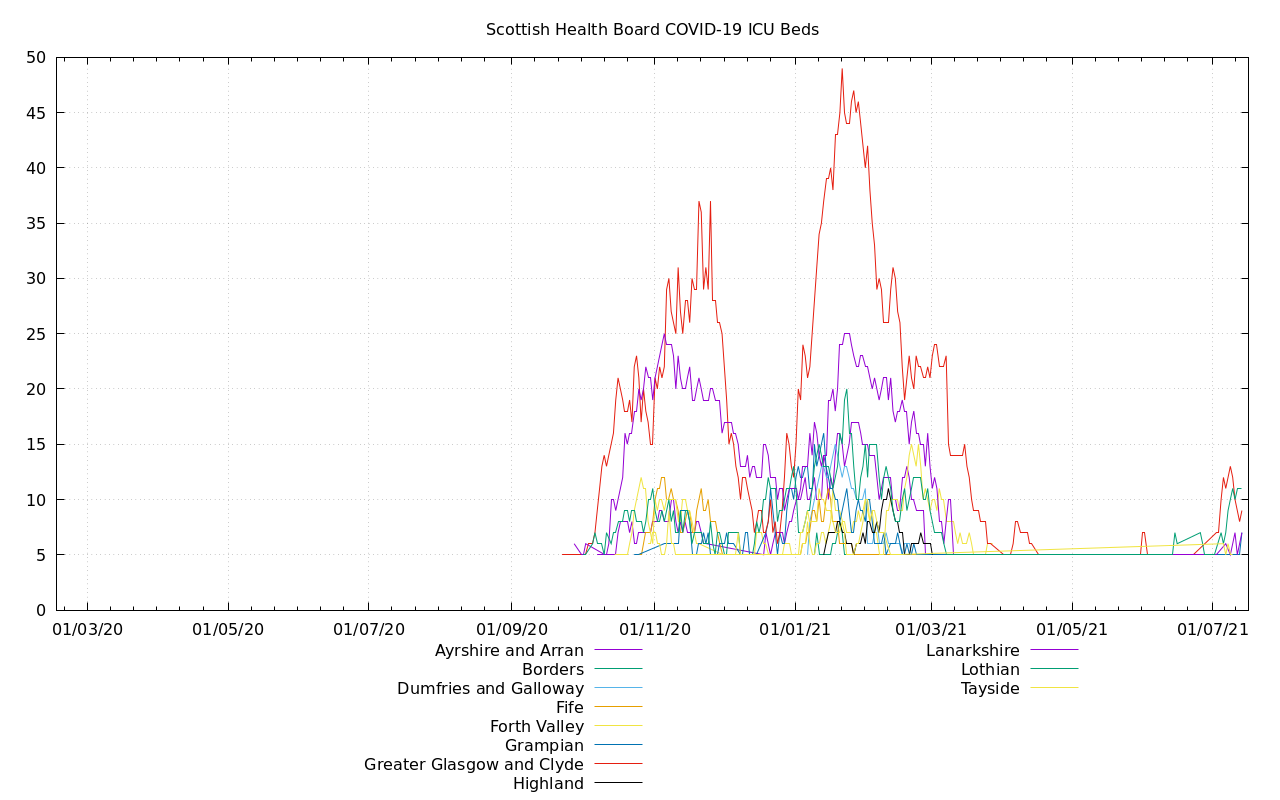 Scottish Health Board COVID-19 ICU Beds
50
45
40
35
30
25
20
15
10
5
0
01/03/20 01/05/20 01/07/20 01/09/20 01/11/20 01/01/21 01/03/21 01/05/21 01/07/21
Ayrshire and Arran
Borders
Dumfries and Galloway
Fife
Forth Valley
Grampian
Greater Glasgow and Clyde
Highland
Lanarkshire
Lothian
Tayside